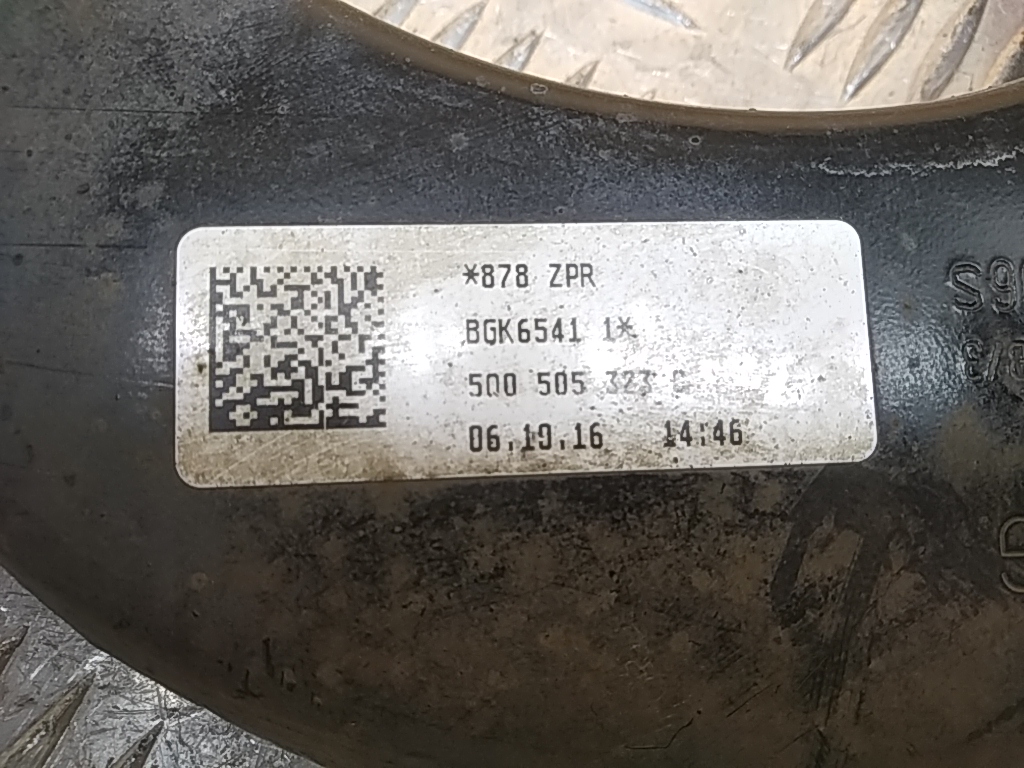 *878 ZPR
BGK6541 1*
5Q0 505 323 C
06.10.16 14:46